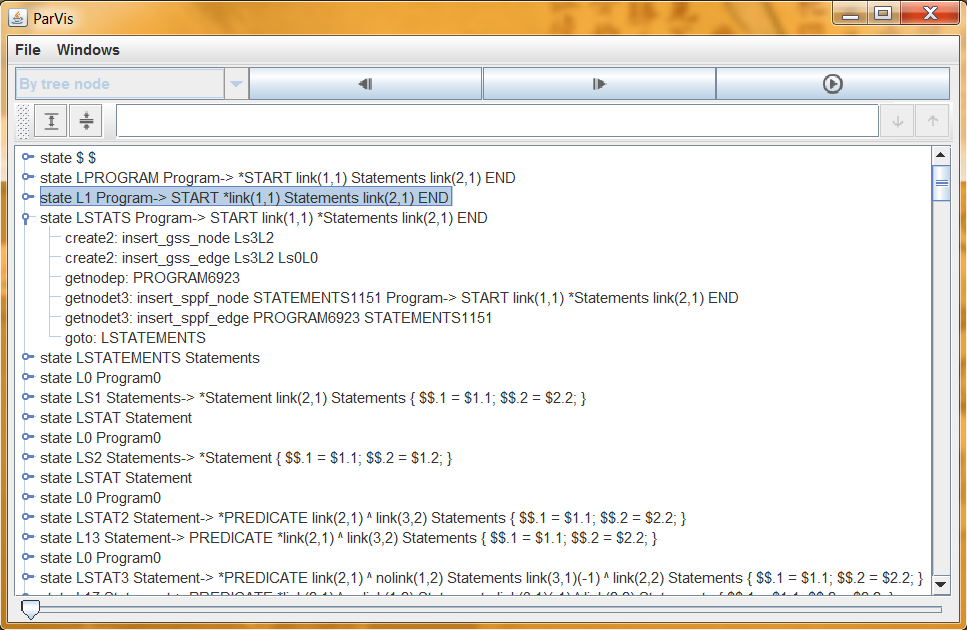 ParVis
File Windows
By tree node
state $ $
state LPROGRAM Program-> *START link(1,1) Statements link(2,1) END
state L1 Program-> START *link(1,1) Statements link(2,1) END
state LSTATS Program-> START link(1,1) *Statements link(2,1) END
create2: insert_gss_node Ls3L2
create2: insert_gss_edge Ls3L2 Ls0L0
getnodep: PROGRAM6923
getnodet3: insert_sppf_node STATEMENTS1151 Program-> START link(1,1) *Statements link(2,1) END
getnodet3: insert_sppf_edge PROGRAM6923 STATEMENTS1151
goto: LSTATEMENTS
state LSTATEMENTS Statements
state L0 Program0
state LS1 Statements-> *Statement link(2,1) Statements { $$.1 = $1.1; $$.2 = $2.2; }
state LSTAT Statement
state L0 Program0
state LS2 Statements-> *Statement { $$.1 = $1.1; $$.2 = $1.2; }
state LSTAT Statement
state L0 Program0
state LSTAT2 Statement-> *PREDICATE link(2,1) ^ link(3,2) Statements { $$.1 = $1.1; $$.2 = $2.2; }
state L13 Statement-> PREDICATE *link(2,1) ^ link(3,2) Statements { $$.1 = $1.1; $$.2 = $2.2; }
state L0 Program0
state LSTAT3 Statement-> *PREDICATE link(2,1) ^ nolink(1,2) Statements link(3,1)(-1) ^ link(2,2) Statements { $$.1 = $1.1; $$.2 = $2.2; }